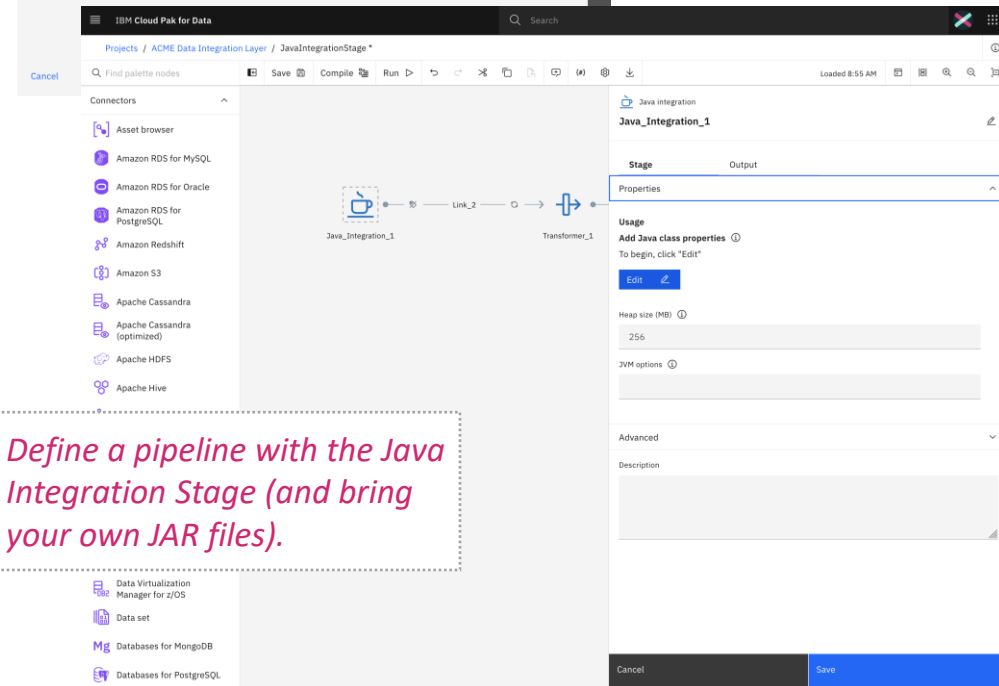 IBM Cloud Pak for Data
Search
Projects / ACME Data Integration Layer / JavaIntegrationStage *
Cancel
Find palette nodes
Save
Compile
Run
Loaded 8:55 AM
Connectors
Asset browser
Amazon RDS for MySQL
Amazon RDS for Oracle
Amazon RDS for
PostgreSQL
Amazon Redshift
Amazon S3
Apache Cassandra
Apache Cassandra
(optimized)
Apache HDFS
Apache Hive
Java_Integration_1
Link_2
Transformer_1
Java integration
Java_Integration_1
Stage
Output
Properties
Usage
Add Java class properties
To begin, click "Edit"
Edit
Heap size (MB)
256
JVM options
Advanced
Description
Define a pipeline with the Java
Integration Stage (and bring
your own JAR files).
DB2
Data Virtualization
Manager for z/OS
Data set
Mg
Databases for MongoDB
Databases for PostgreSQL
Cancel
Save